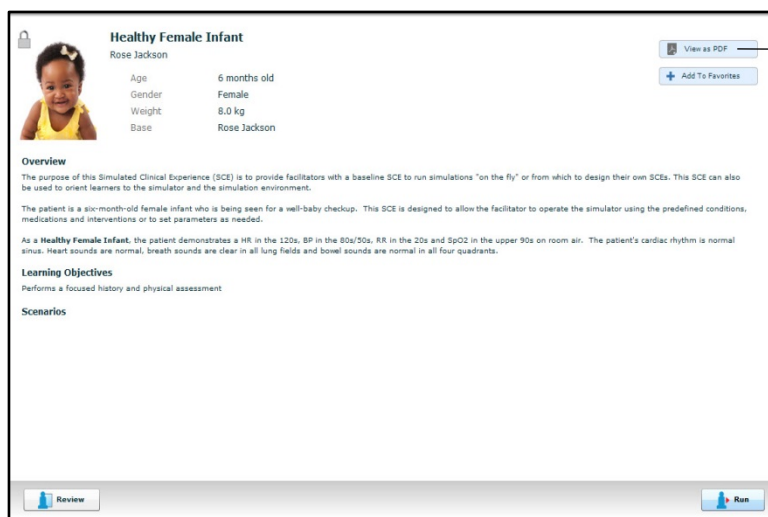 Healthy Female Infant
Rose Jackson
Age 6 months old
Gender Female
Weight 8.0 kg
Base Rose Jackson
View as PDF
Add To Favorites
Overview
The purpose of this Simulated Clinical Experience (SCE) is to provide facilitators with a baseline SCE to run simulations "on the fly" or from which to design their own SCEs. This SCE can also
be used to orient learners to the simulator and the simulation environment.
The patient is a six-month-old female infant who is being seen for a well-baby checkup. This SCE is designed to allow the facilitator to operate the simulator using the predefined conditions,
medications and interventions or to set parameters as needed.
As a Healthy Female Infant, the patient demonstrates a HR in the 120s, BP in the 80s/50s, RR in the 20s and SpO2 in the upper 90s on room air. The patient's cardiac rhythm is normal
sinus. Heart sounds are normal, breath sounds are clear in all lung fields and bowel sounds are normal in all four quadrants.
Learning Objectives
Performs a focused history and physical assessment
Scenarios
Review
Run